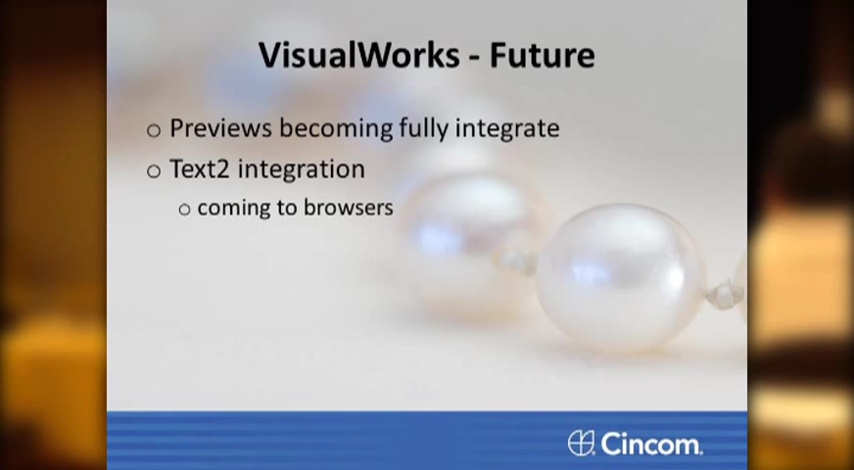 VisualWorks - Future
Previews becoming fully integrate
Text2 integration
coming to browsers
Cincom.